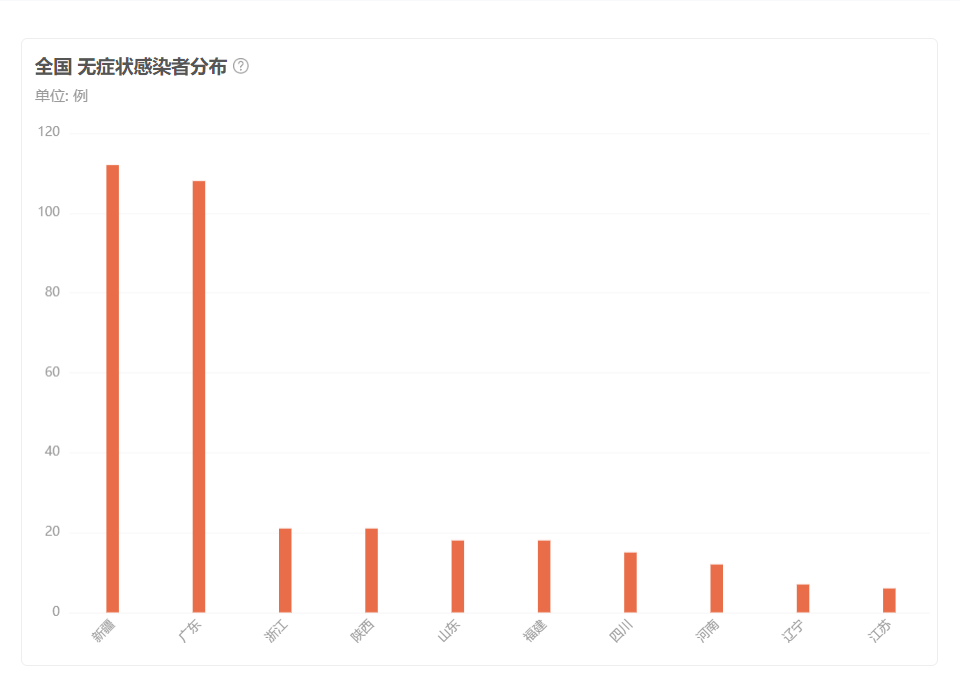 全国 无症状感染者分布 ?
单位: 例
120
100
80
60
40
20
0
新疆
广东
浙江
陕西
山东
福建
四川
河南
辽宁
江苏